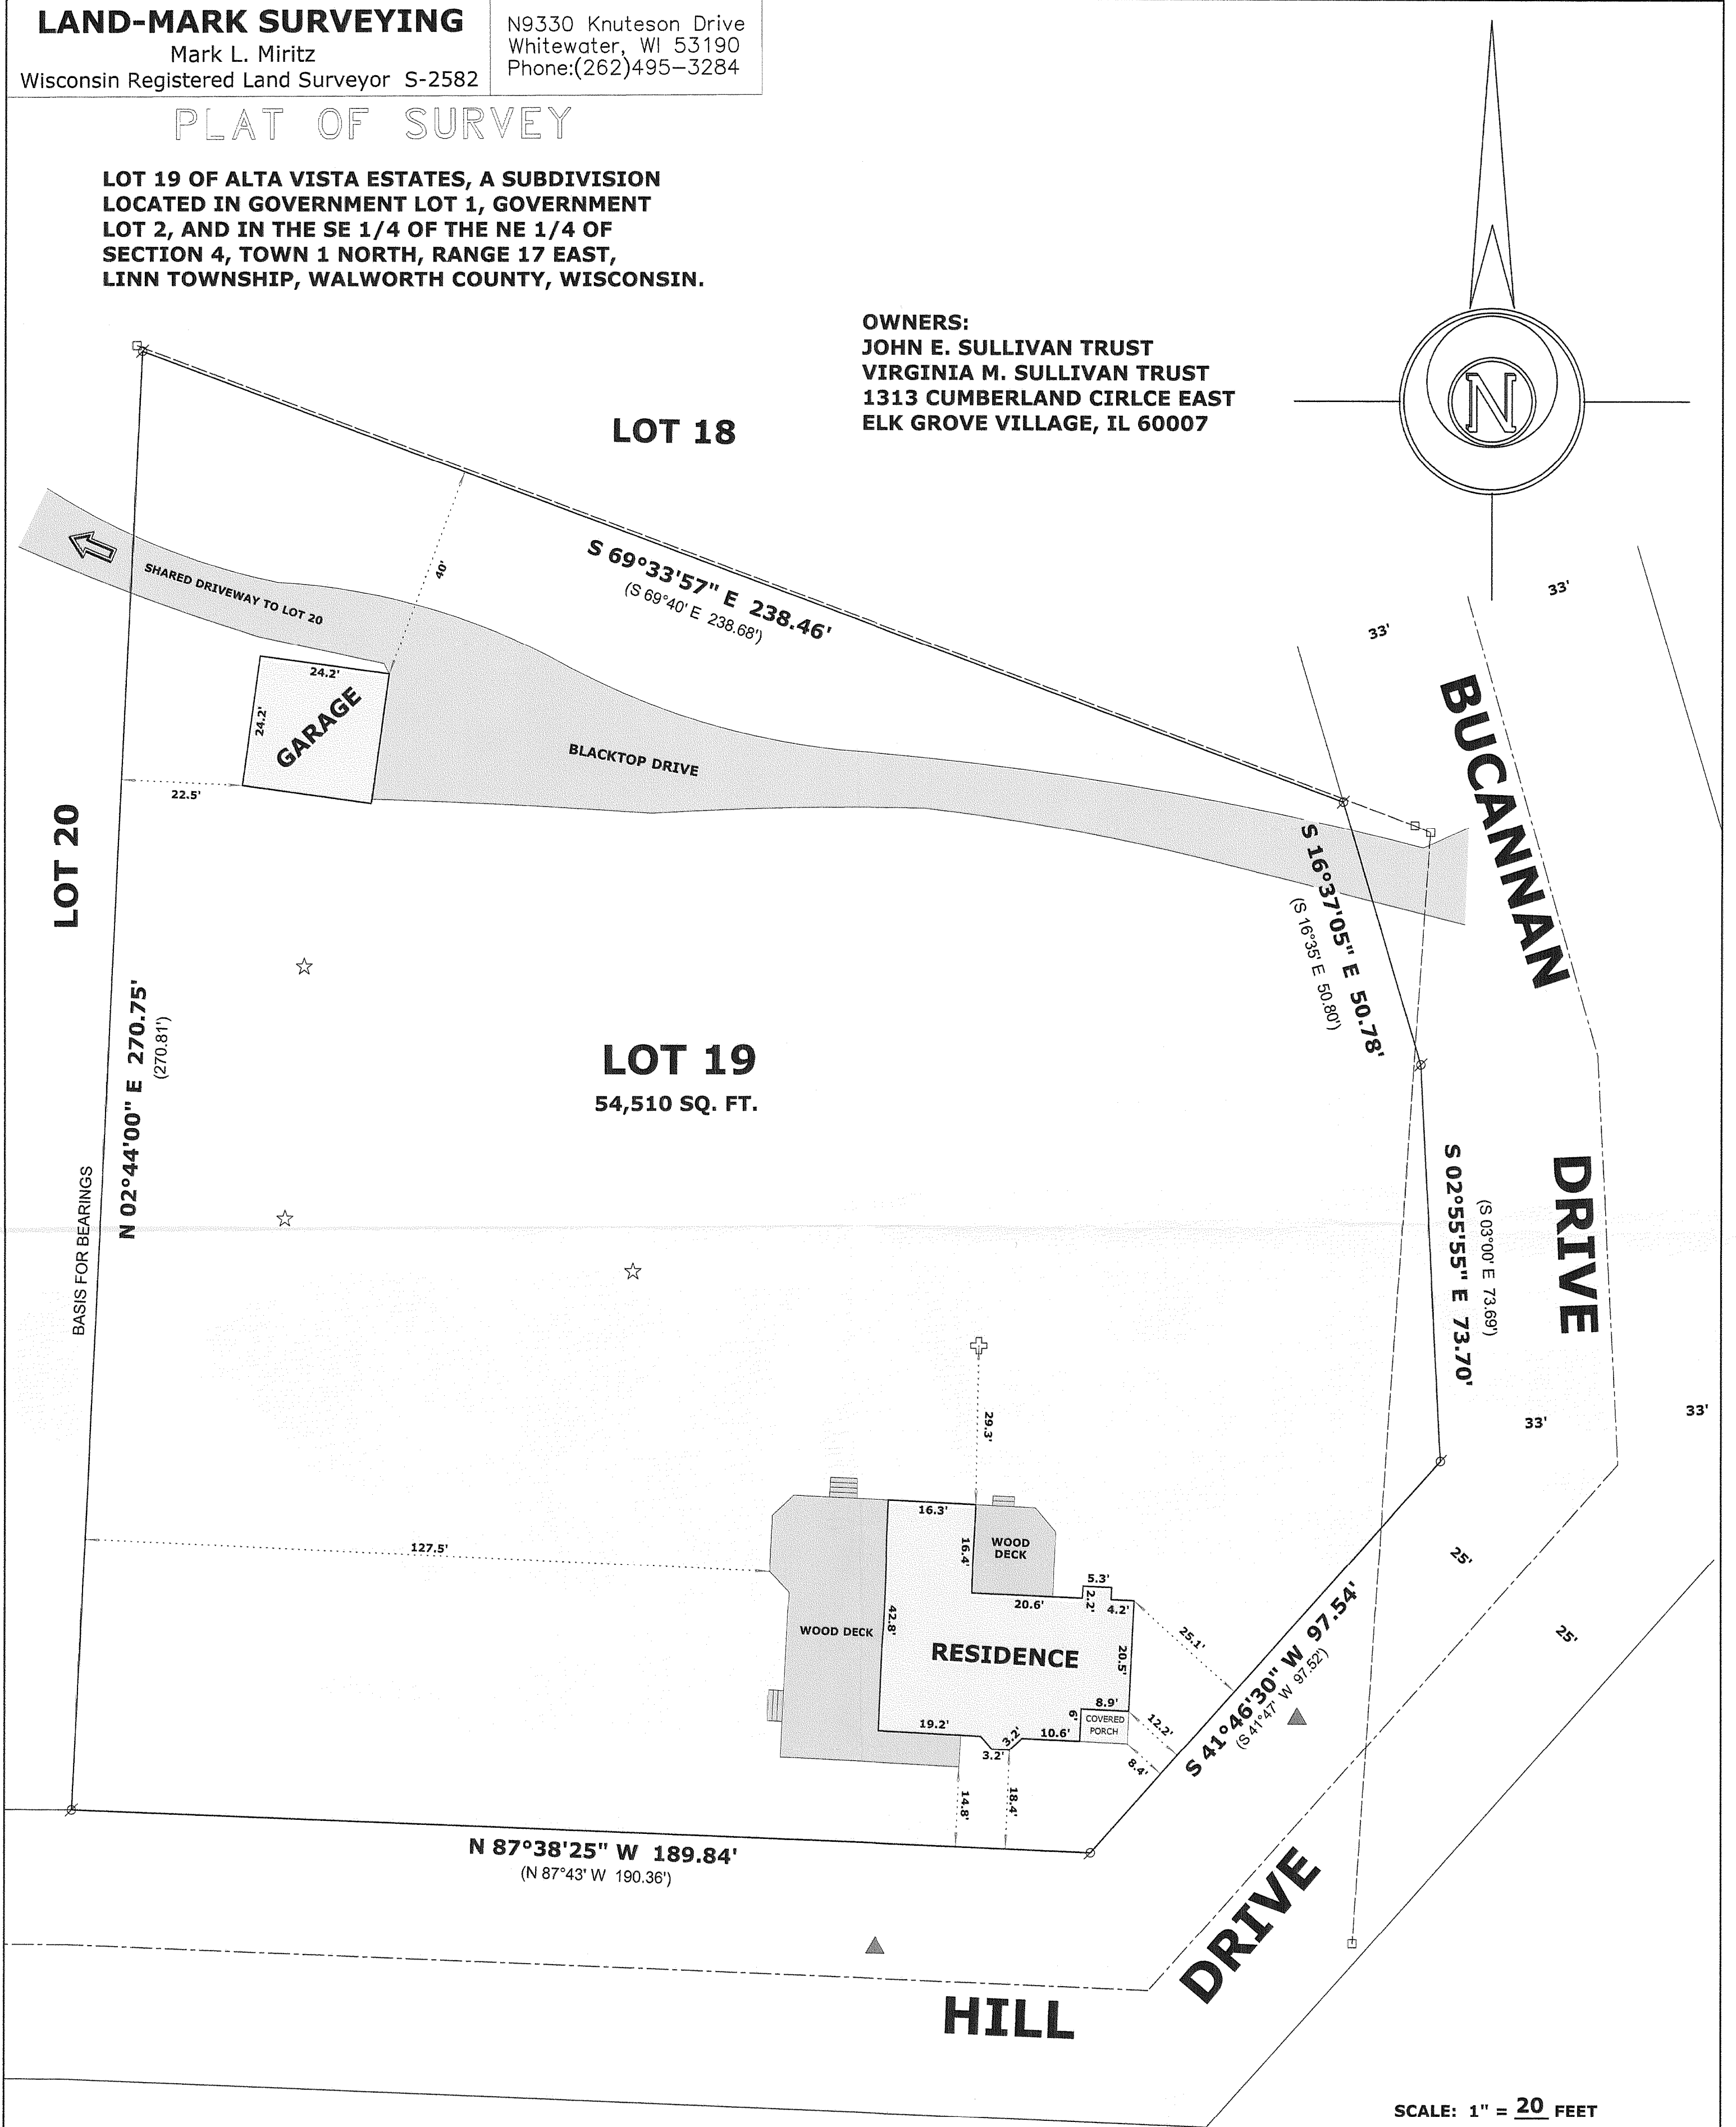 LAND-MARK SURVEYING
Mark L. Miritz
Wisconsin Registered Land Surveyor S-2582
N9330 Knuteson Drive
Whitewater, WI 53190
Phone:(262)495-3284
PLAT OF SURVEY
LOT 19 OF ALTA VISTA ESTATES, A SUBDIVISION
LOCATED IN GOVERNMENT LOT 1, GOVERNMENT
LOT 2, AND IN THE SE 1/4 OF THE NE 1/4 OF
SECTION 4, TOWN 1 NORTH, RANGE 17 EAST,
LINN TOWNSHIP, WALWORTH COUNTY, WISCONSIN.
OWNERS:
JOHN E. SULLIVAN TRUST
VIRGINIA M. SULLIVAN TRUST
1313 CUMBERLAND CIRLCE EAST
ELK GROVE VILLAGE, IL 60007
N
LOT 18
S 69°33'57" E 238.46'
(S 69°40' E 238.68')
40'
SHARED DRIVEWAY TO LOT 20
33'
33'
24.2'
24.2'
GARAGE
BLACKTOP DRIVE
22.5'
LOT 20
BUCANNAN
DRIVE
S 16°37'05" E 50.78'
(S 16°35' E 50.80')
N 02°44'00" E 270.75'
(270.81')
BASIS FOR BEARINGS
LOT 19
54,510 SQ. FT.
S 02°55'55" E 73.70'
(S 03°00' E 73.69')
33'
33'
29.3'
127.5'
16.3'
16.4'
WOOD
DECK
5.3'
2.2'
4.2'
20.6'
42.8'
WOOD DECK
RESIDENCE
20.5'
25.1'
25'
25'
8.9'
6'
COVERED
PORCH
12.2'
8.4'
19.2'
3.2'
3.2'
10.6'
14.8'
18.4'
S 41°46'30" W 97.54'
(S 41°47' W 97.52')
N 87°38'25" W 189.84'
(N 87°43' W 190.36')
HILL
DRIVE
SCALE: 1" = 20 FEET